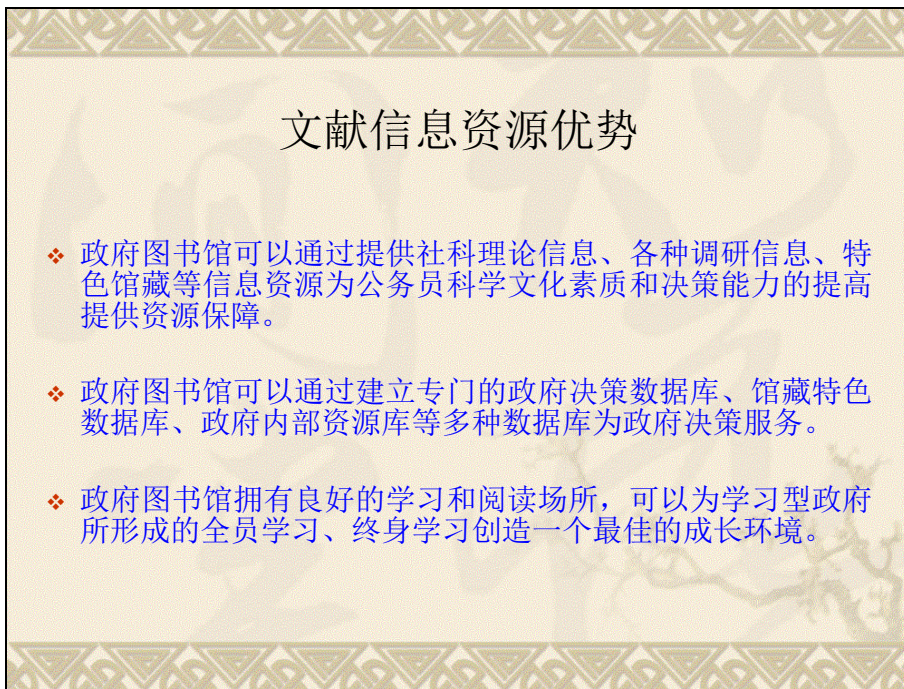 文献信息资源优势
政府图书馆可以通过提供社科理论信息、各种调研信息、特
色馆藏等信息资源为公务员科学文化素质和决策能力的提高
提供资源保障。
政府图书馆可以通过建立专门的政府决策数据库、馆藏特色
数据库、政府内部资源库等多种数据库为政府决策服务。
政府图书馆拥有良好的学习和阅读场所，可以为学习型政府
所形成的全员学习、终身学习创造一个最佳的成长环境。